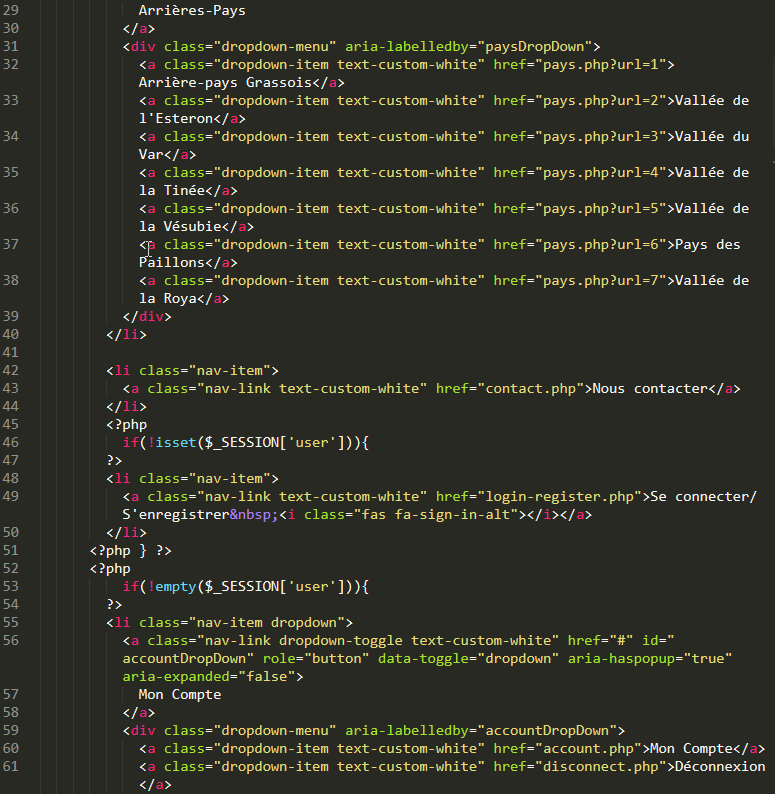 29 Arrières-Pays
30 </a>
31 <div class="dropdown-menu" aria-labelledby="paysDropDown">
32 <a class="dropdown-item text-custom-white" href="pays.php?url=1">
Arrière-pays Grassois</a>
33 <a class="dropdown-item text-custom-white" href="pays.php?url=2">Vallée de
l'Esteron</a>
34 <a class="dropdown-item text-custom-white" href="pays.php?url=3">Vallée du
Var</a>
35 <a class="dropdown-item text-custom-white" href="pays.php?url=4">Vallée de
la Tinée</a>
36 <a class="dropdown-item text-custom-white" href="pays.php?url=5">Vallée de
la Vésubie</a>
37 <a class="dropdown-item text-custom-white" href="pays.php?url=6">Pays des
Paillons</a>
38 <a class="dropdown-item text-custom-white" href="pays.php?url=7">Vallée de
la Roya</a>
39 </div>
40 </li>
41
42 <li class="nav-item">
43 <a class="nav-link text-custom-white" href="contact.php">Nous contacter</a>
44 </li>
45 <?php
46 if(!isset($_SESSION['user'])){
47 ?>
48 <li class="nav-item">
49 <a class="nav-link text-custom-white" href="login-register.php">Se connecter/
S'enregistrer&nbsp;<i class="fas fa-sign-in-alt"></i></a>
50 </li>
51 <?php } ?>
52 <?php
53 if(!empty($_SESSION['user'])){
54 ?>
55 <li class="nav-item dropdown">
56 <a class="nav-link dropdown-toggle text-custom-white" href="#" id="
accountDropDown" role="button" data-toggle="dropdown" aria-haspopup="true"
aria-expanded="false">
57 Mon Compte
58 </a>
59 <div class="dropdown-menu" aria-labelledby="accountDropDown">
60 <a class="dropdown-item text-custom-white" href="account.php">Mon Compte</a>
61 <a class="dropdown-item text-custom-white" href="disconnect.php">Déconnexion
</a>